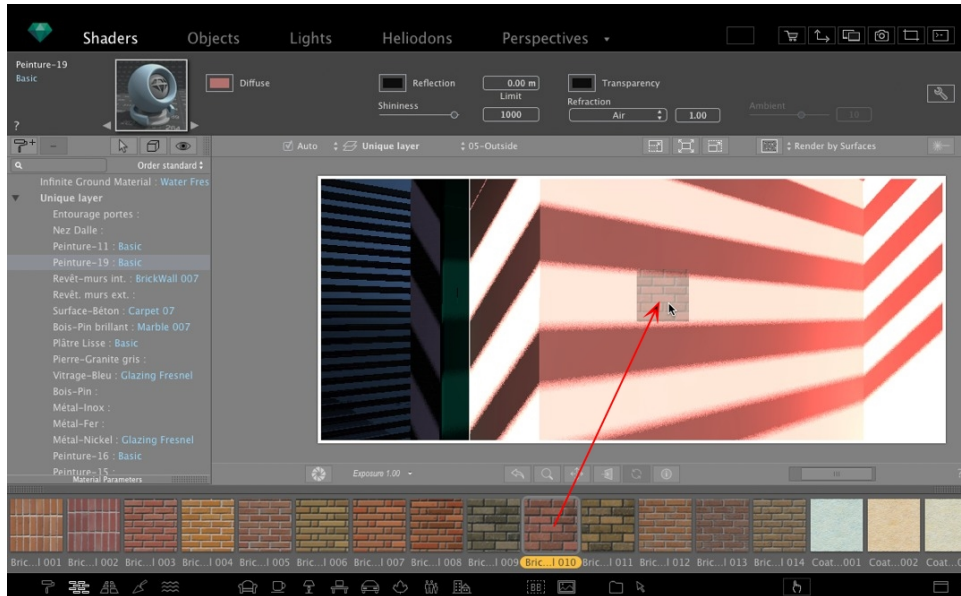 Shaders Objects Lights Heliodons Perspectives
Peinture-19
Basic
?
Diffuse
Reflection
Shininess
0.00 m
Limit
1000
Transparency
Refraction
Air 1.00
Ambient 10
Auto Unique layer 05-Outside Render by Surfaces
Order standard
Infinite Ground Material : Water Fres
Unique layer
Entourage portes :
Nez Dalle :
Peinture-11 : Basic
Peinture-19 : Basic
Revêt-murs int. : BrickWall 007
Revêt. murs ext. :
Surface-Béton : Carpet 07
Bois-Pin brillant : Marble 007
Plâtre Lisse : Basic
Pierre-Granite gris :
Vitrage-Bleu : Glazing Fresnel
Bois-Pin :
Métal-Inox :
Métal-Fer :
Métal-Nickel : Glazing Fresnel
Peinture-16 : Basic
Peinture-15 :
Material Parameters
Exposure 1.00
Bric...l 001 Bric...l 002 Bric...l 003 Bric...l 004 Bric...l 005 Bric...l 006 Bric...l 007 Bric...l 008 Bric...l 009 Bric...l 010 Bric...l 011 Bric...l 012 Bric...l 013 Bric...l 014 Coat...001 Coat...002 Coat...0